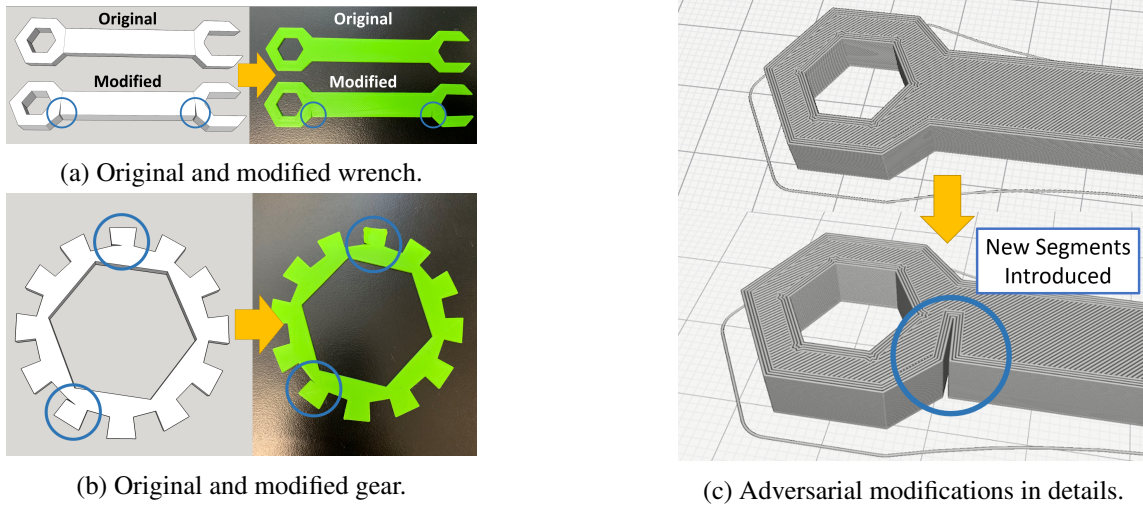 Original
Original
Modified
Modified
(a) Original and modified wrench.
(b) Original and modified gear.
New Segments
Introduced
(c) Adversarial modifications in details.